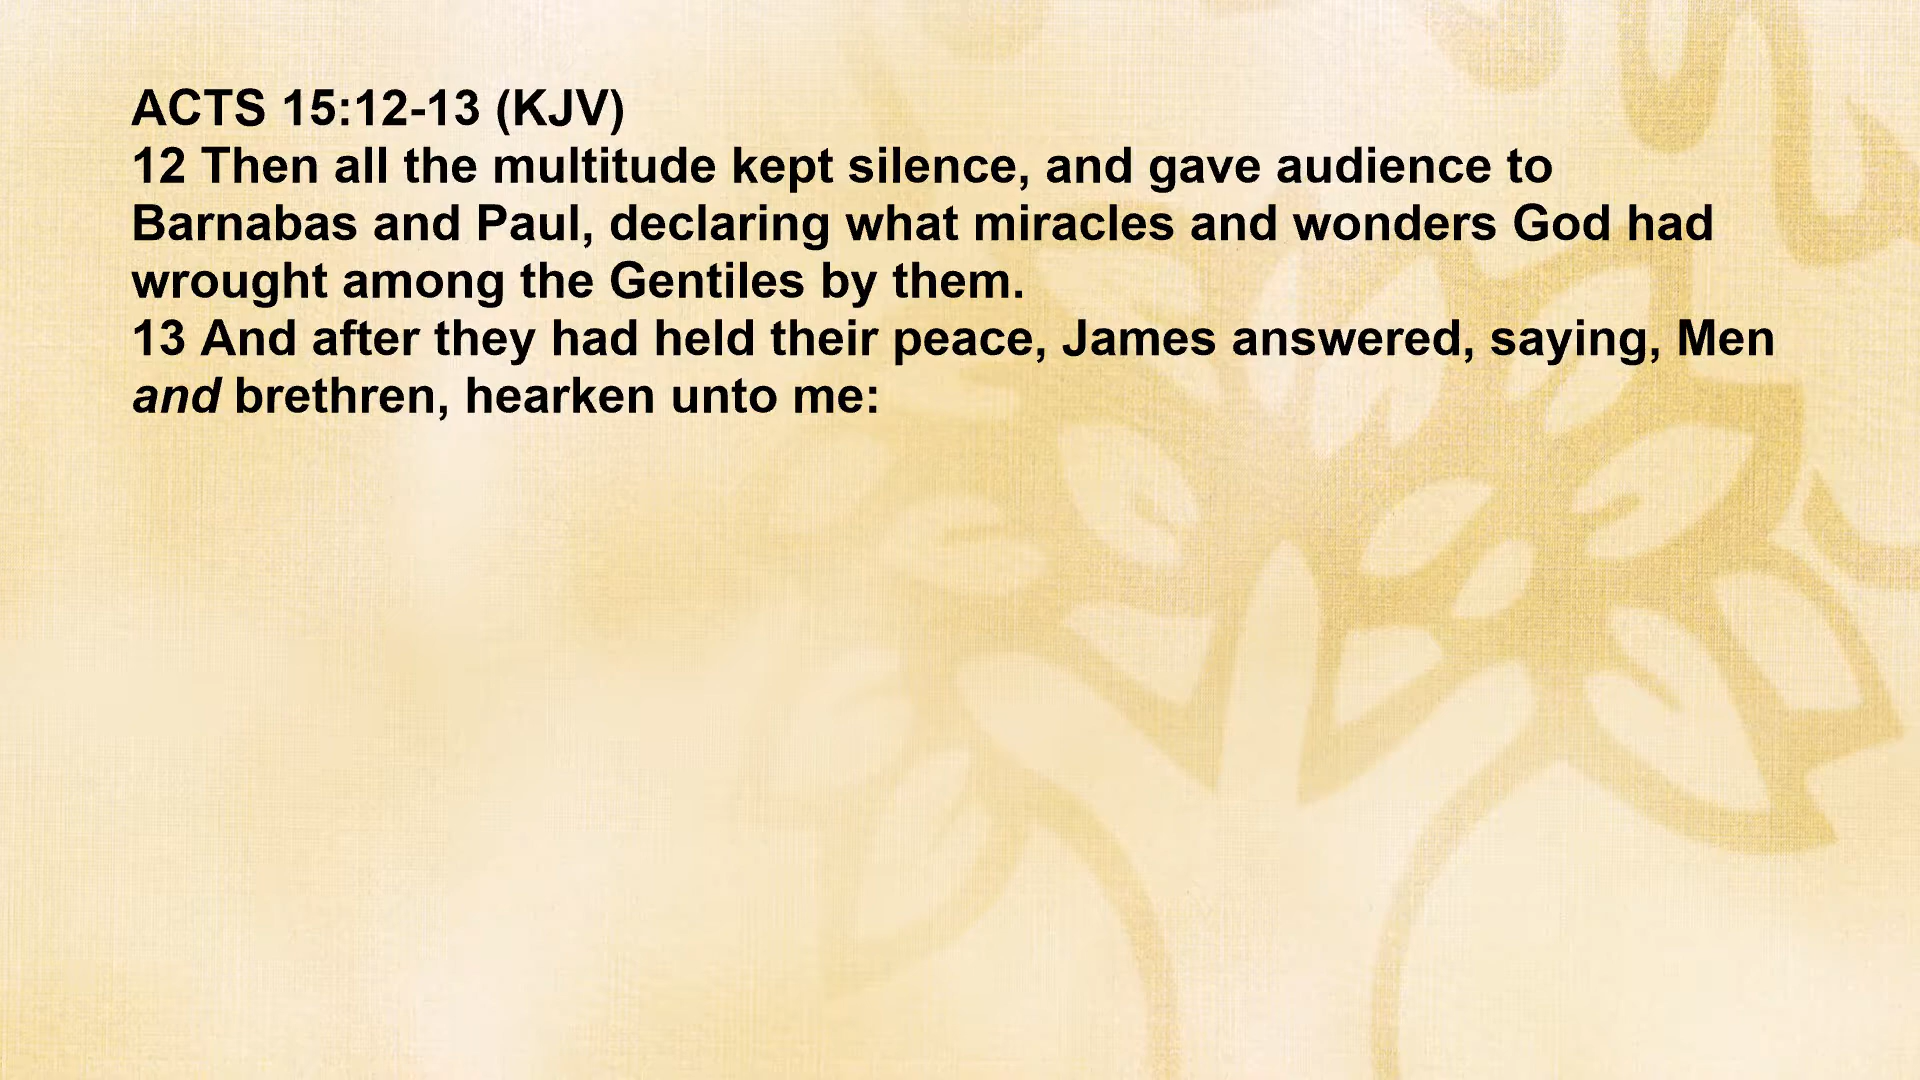 ACTS 15:12-13 (KJV)
12 Then all the multitude kept silence, and gave audience to
Barnabas and Paul, declaring what miracles and wonders God had
wrought among the Gentiles by them.
13 And after they had held their peace, James answered, saying, Men
and brethren, hearken unto me: